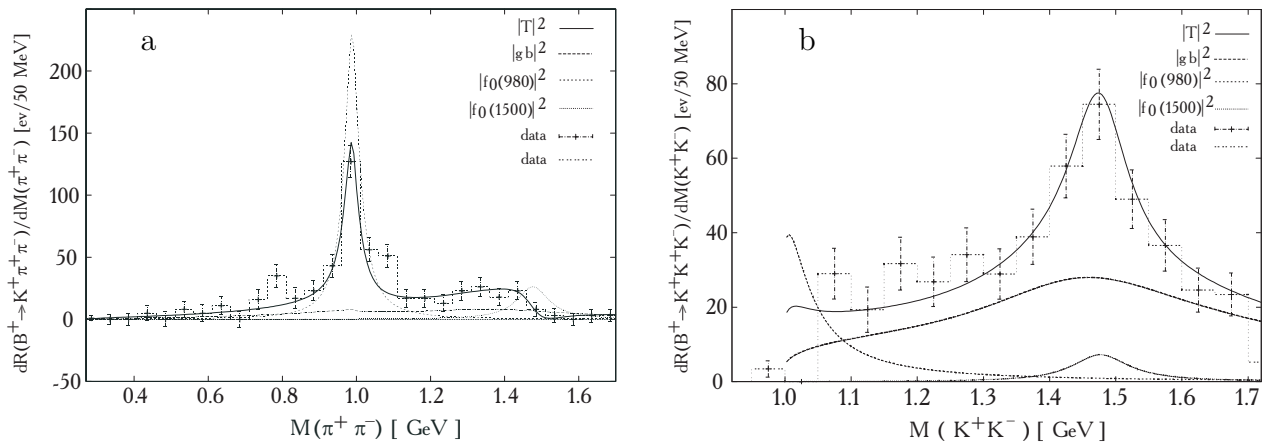 a
|T|²
|gb|²
|f₀(980)|²
|f₀(1500)|²
data
data
dR(B⁺→K⁺π⁺π⁻)/dM(π⁺π⁻) [ev/50 MeV]
200
150
100
50
0
-50
0.4 0.6 0.8 1.0 1.2 1.4 1.6
M(π⁺ π⁻) [ GeV]
b
|T|²
|gb|²
|f₀(980)|²
|f₀(1500)|²
data
data
dR(B⁺→K⁺K⁺K⁻)/dM(K⁺K⁻) [ev/50 MeV]
80
60
40
20
0
1.0 1.1 1.2 1.3 1.4 1.5 1.6 1.7
M ( K⁺K⁻ ) [ GeV]